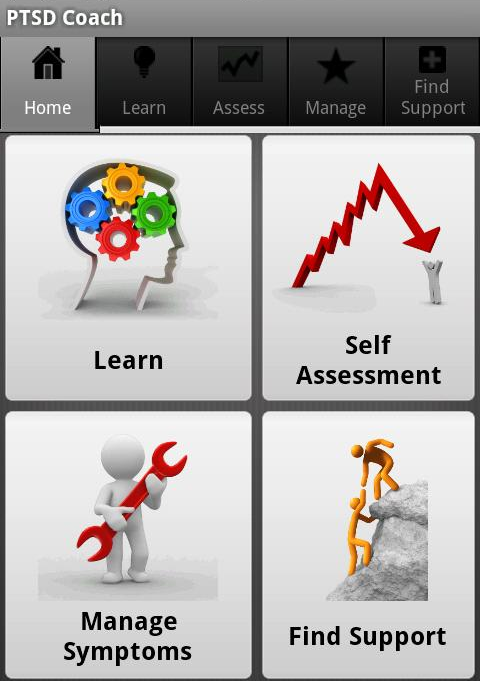 PTSD Coach
Home
Learn
Assess
Manage
Find
Support
Learn
Self
Assessment
Manage
Symptoms
Find Support